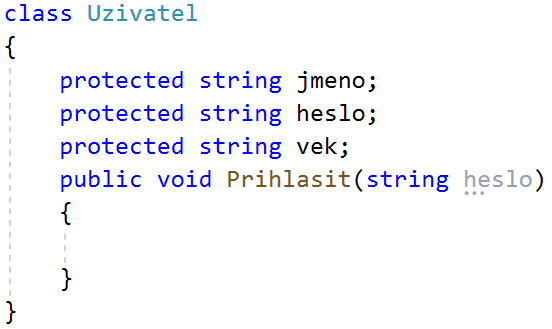 class Uzivatel
{
protected string jmeno;
protected string heslo;
protected string vek;
public void Prihlasit(string heslo)
{
}
}